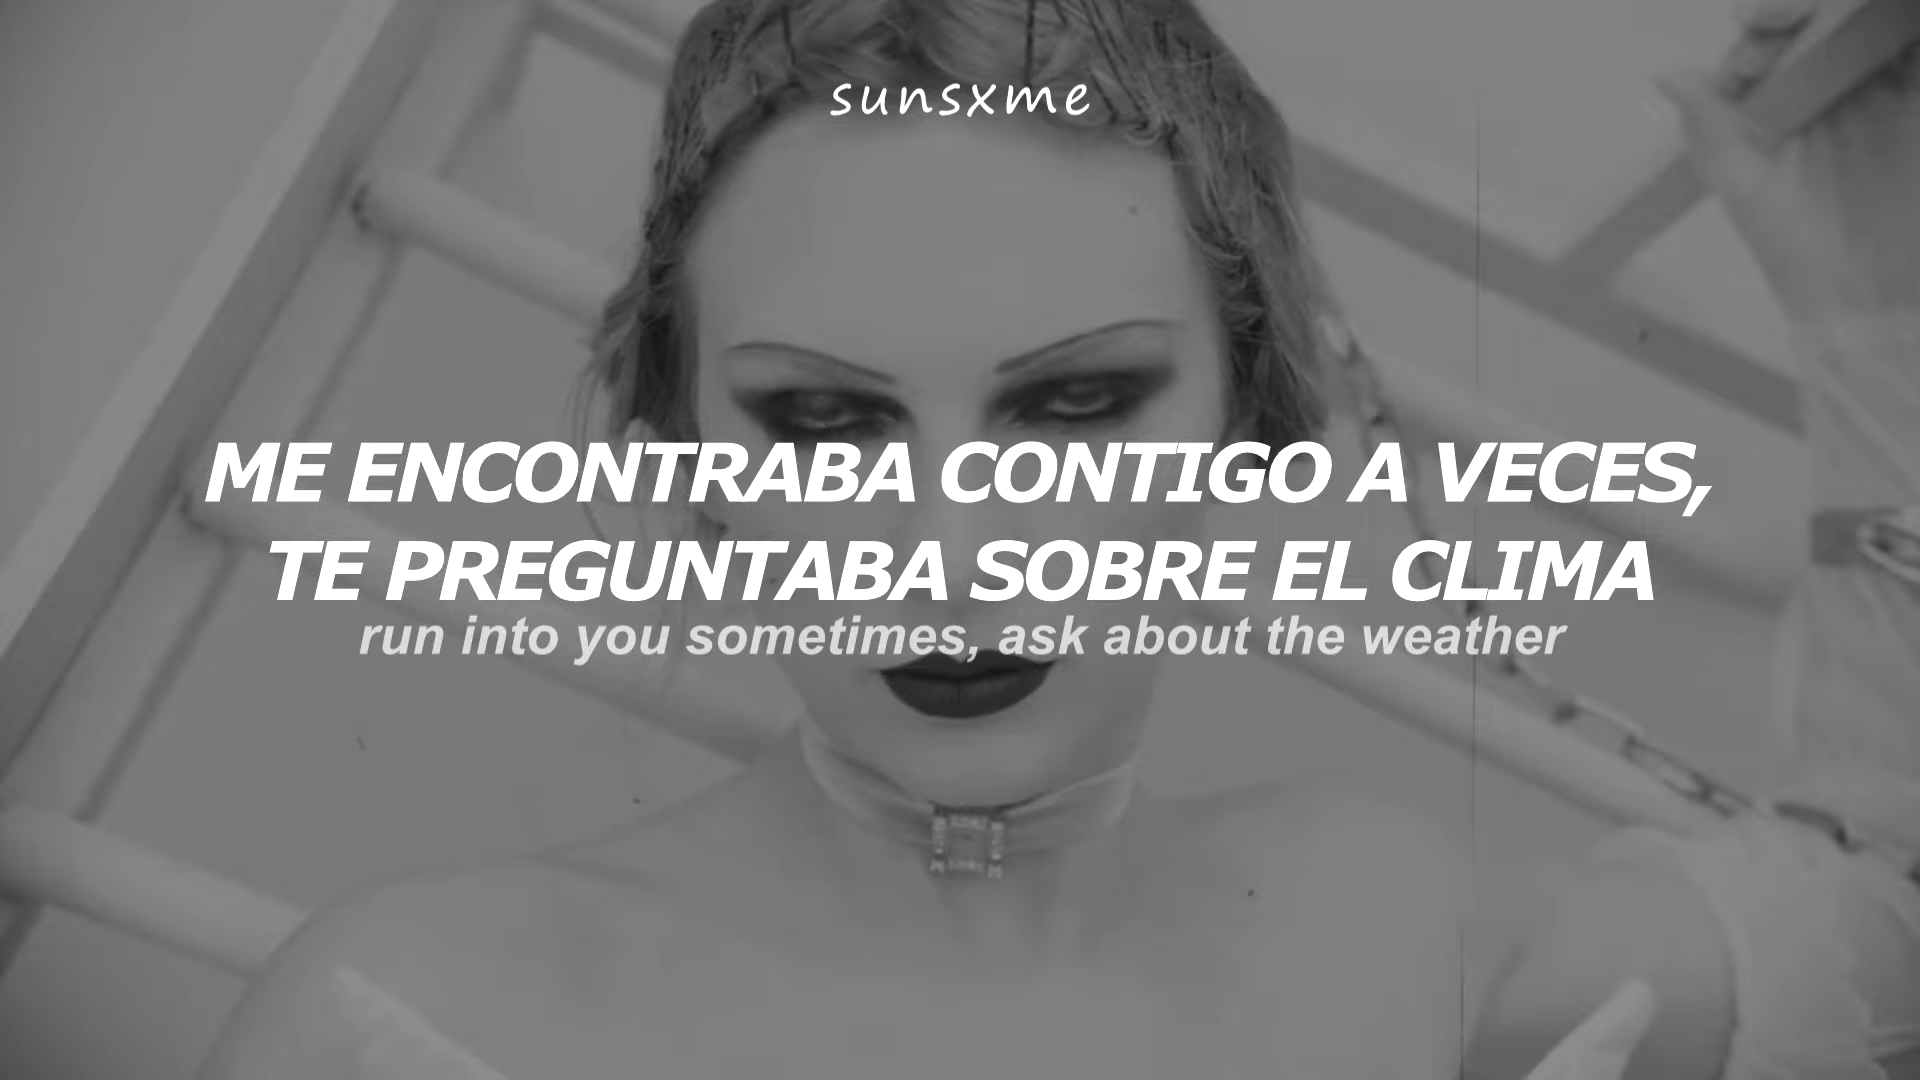 sunsxme
ME ENCONTRABA CONTIGO A VECES,
TE PREGUNTABA SOBRE EL CLIMA
run into you sometimes, ask about the weather